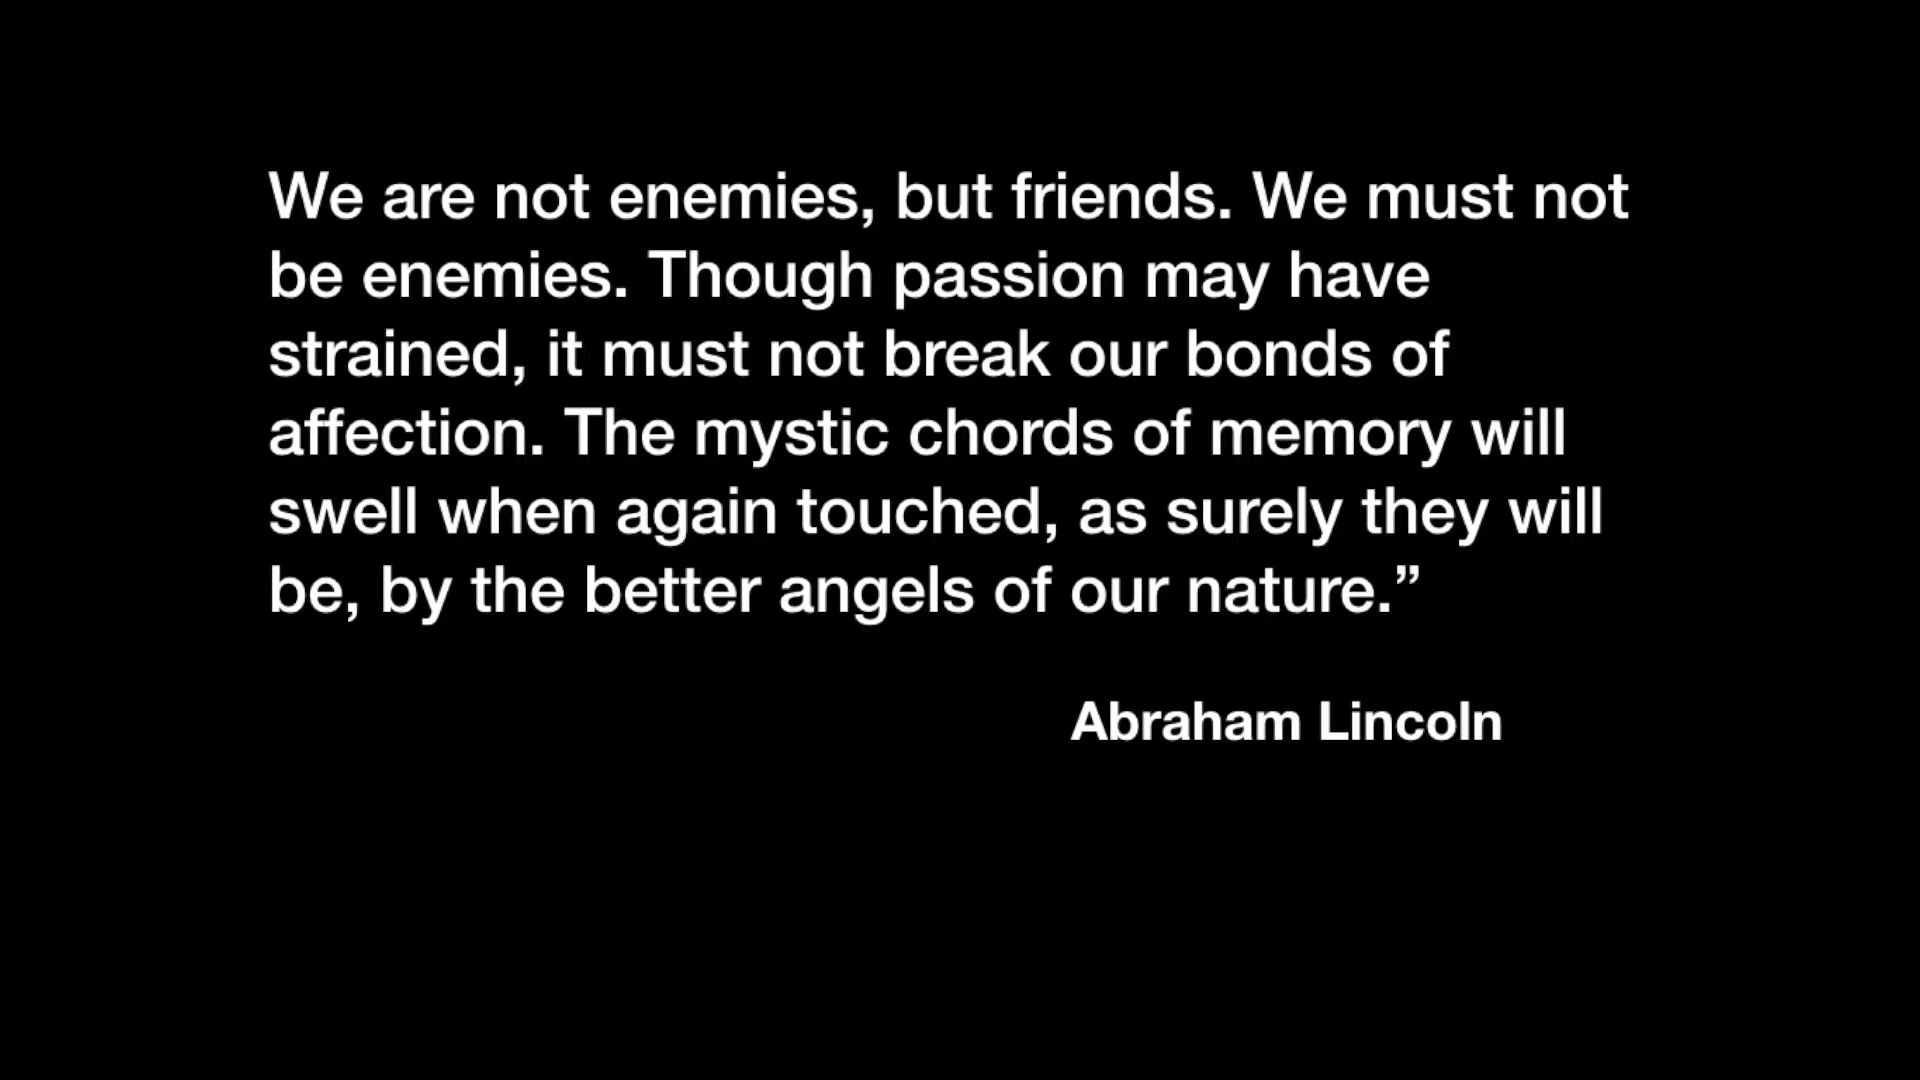 We are not enemies, but friends. We must not
be enemies. Though passion may have
strained, it must not break our bonds of
affection. The mystic chords of memory will
swell when again touched, as surely they will
be, by the better angels of our nature.”
Abraham Lincoln